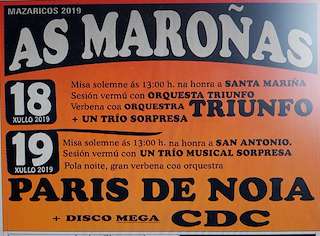 MAZARICOS 2019
AS MAROÑAS
18
XULLO 2019
Misa solemne ás 13:00 h. na honra a SANTA MARIÑA
Sesión vermú con ORQUESTA TRIUNFO
Verbena coa ORQUESTRA TRIUNFO
+ UN TRÍO SORPRESA
19
XULLO 2019
Misa solemne ás 13:00 h. na honra a SAN ANTONIO.
Sesión vermú con UN TRÍO MUSICAL SORPRESA
Pola noite, gran verbena coa orquestra
PARIS DE NOIA
+ DISCO MEGA CDC